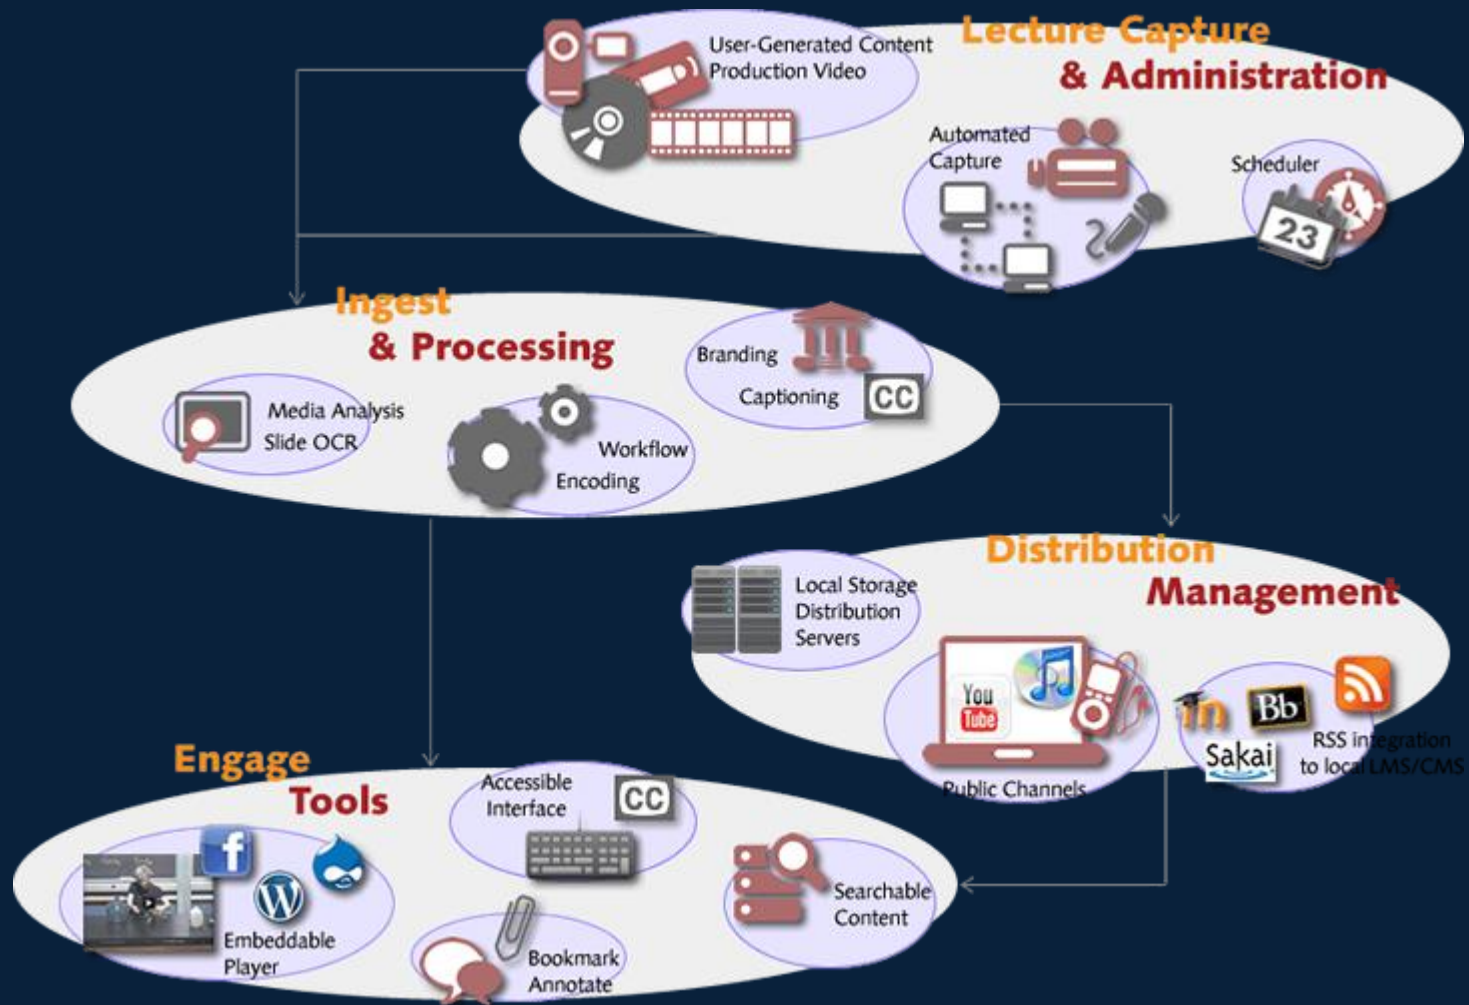 Lecture Capture
& Administration
User-Generated Content
Production Video
Automated
Capture
Scheduler
23
Ingest
& Processing
Branding
Captioning
CC
Media Analysis
Slide OCR
Workflow
Encoding
Distribution
Management
Local Storage
Distribution
Servers
You
Tube
Public Channels
Bb
Sakai
RSS integration
to local LMS/CMS
Engage
Tools
Accessible
Interface
CC
f
Embeddable
Player
Bookmark
Annotate
Searchable
Content